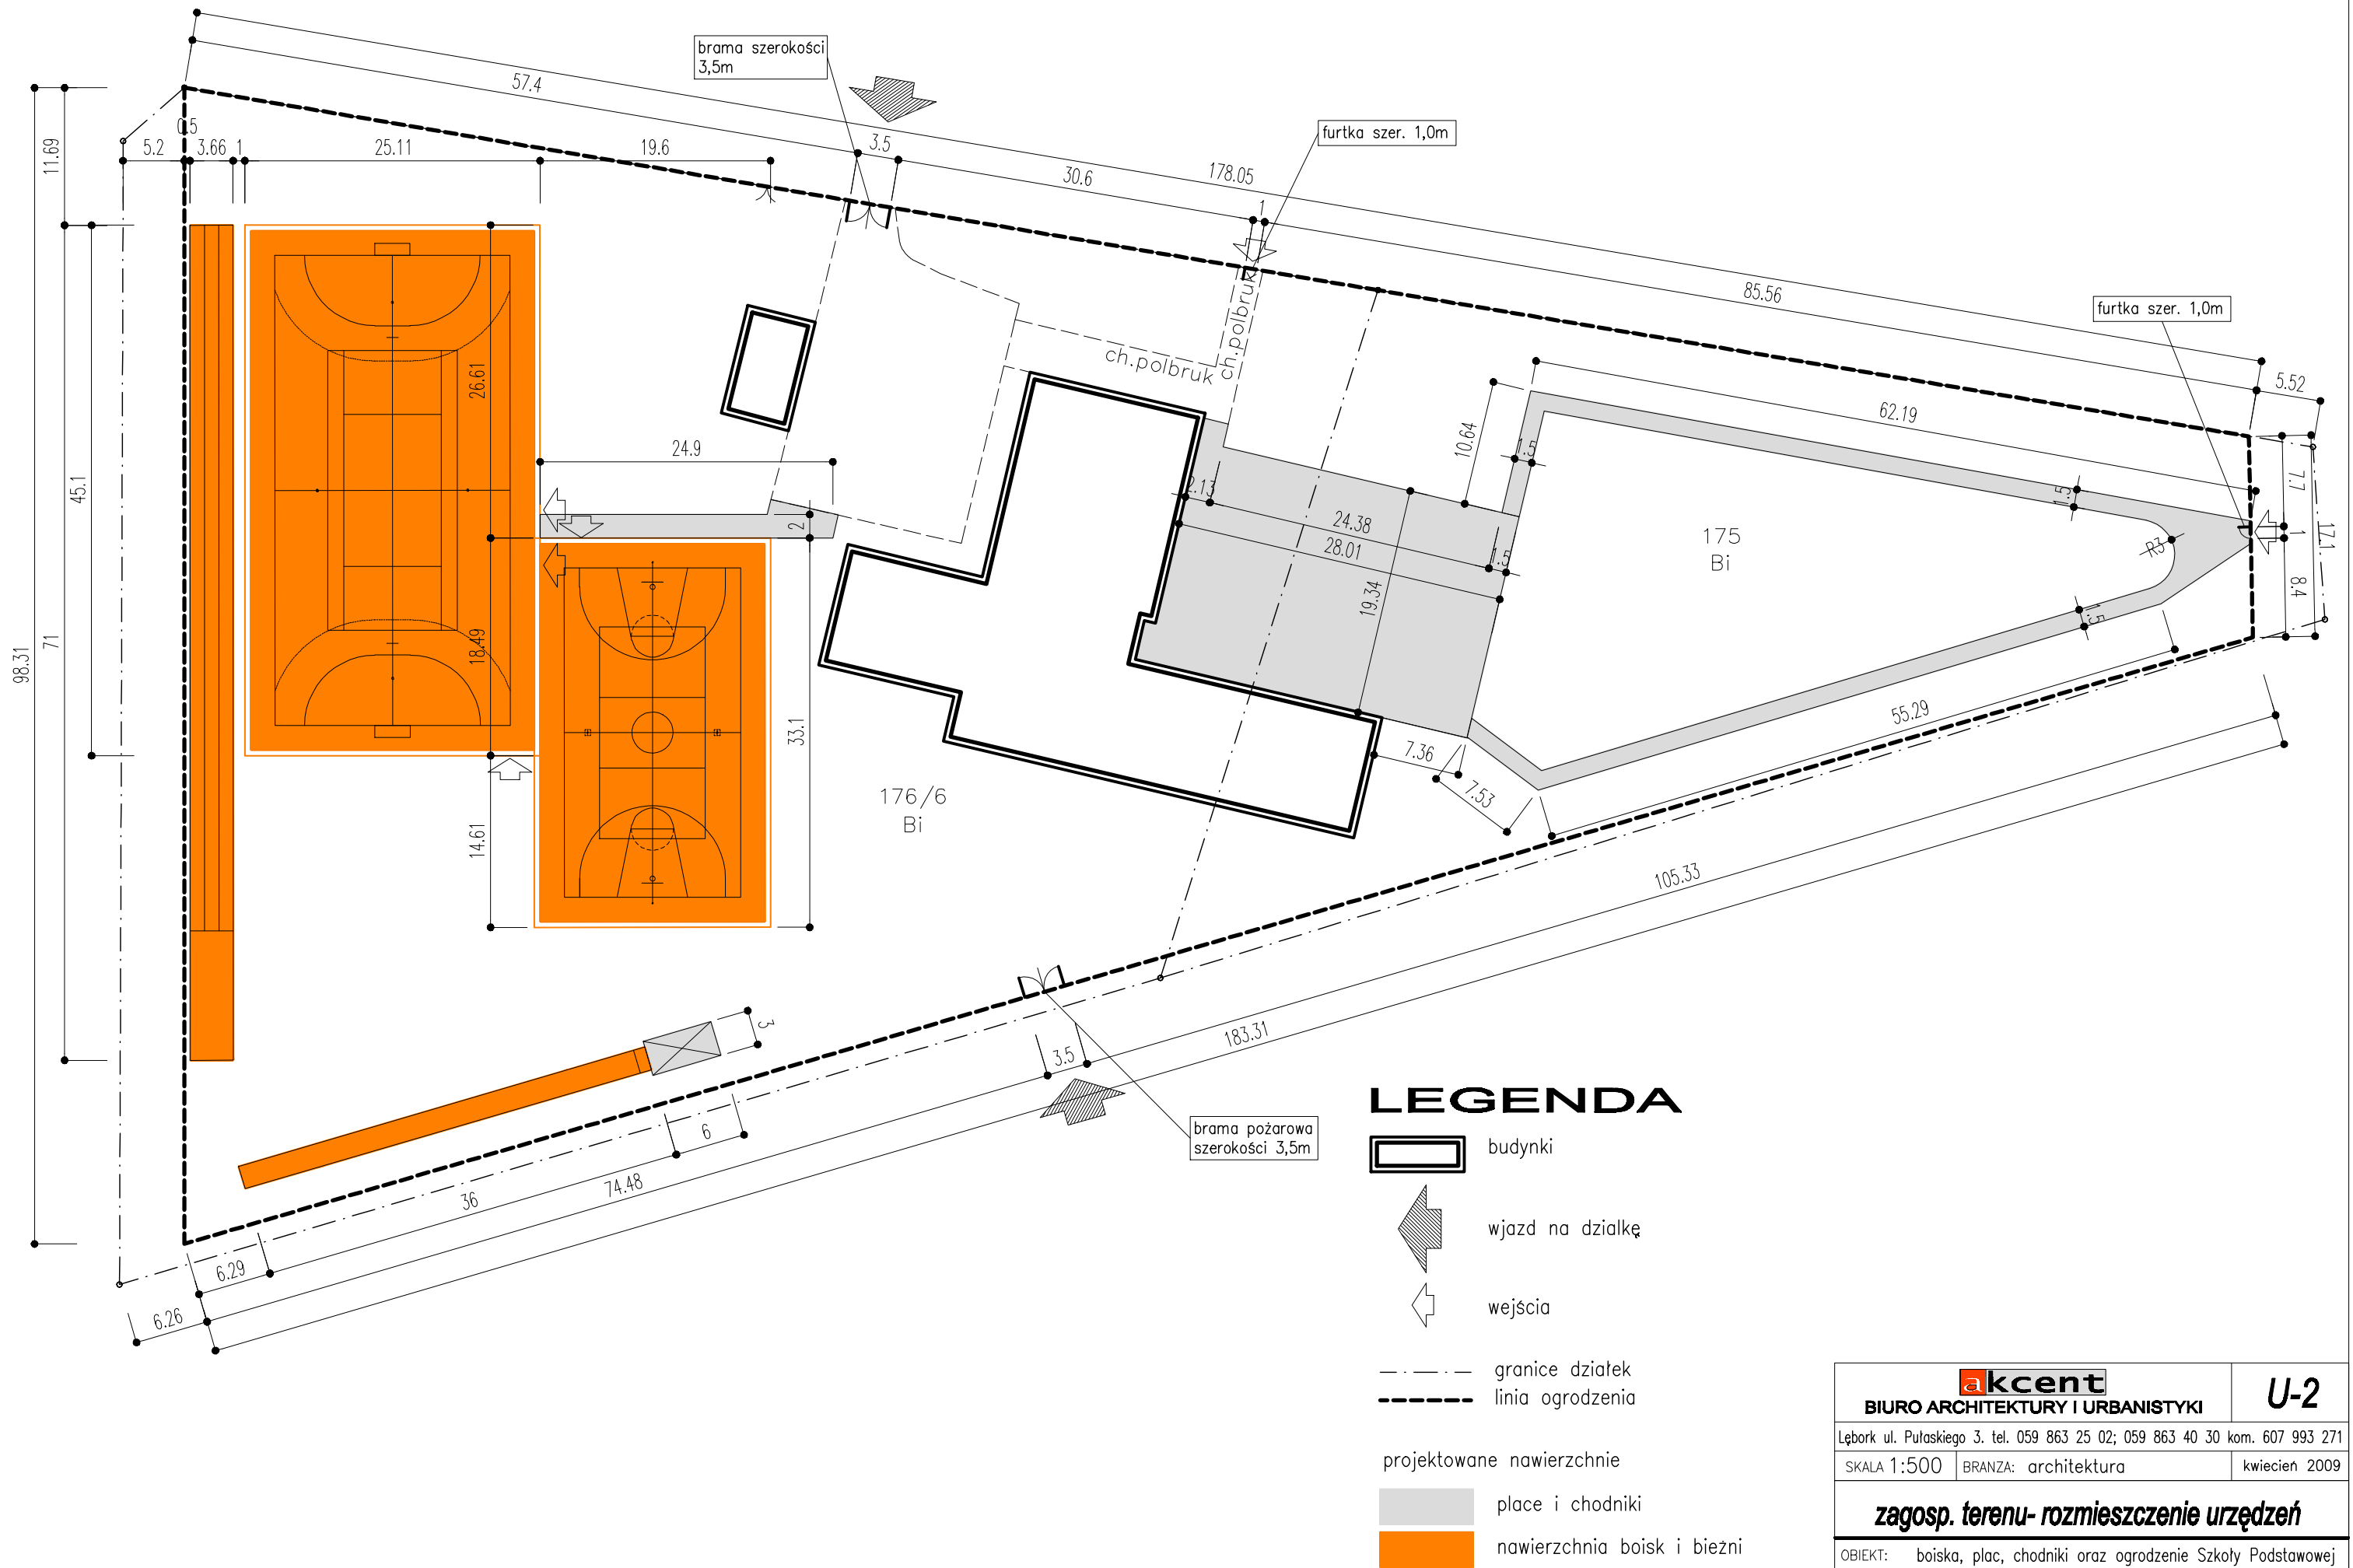 brama szerokości
3,5m
57.4
3.5
furtka szer. 1,0m
178.05
30.6
1
85.56
furtka szer. 1,0m
5.52
0.5
5.2
3.66
1
25.11
19.6
11.69
45.1
71
98.31
26.61
18.49
14.61
24.9
2
33.1
ch.polbruk
ch.polbruk
62.19
10.64
1.5
2.13
24.38
28.01
1.5
19.34
175
Bi
1.5
R3
1.5
7.7
1
17.1
8.4
55.29
7.36
7.53
176/6
Bi
105.33
183.31
3.5
3
6
36
74.48
6.29
6.26
brama pożarowa
szerokości 3,5m
LEGENDA
budynki
wjazd na dzialkę
wejścia
granice działek
linia ogrodzenia
projektowane nawierzchnie
place i chodniki
nawierzchnia boisk i bieżni
akcent
BIURO ARCHITEKTURY I URBANISTYKI
U-2
Lębork ul. Pułaskiego 3. tel. 059 863 25 02; 059 863 40 30 kom. 607 993 271
SKALA 1:500 BRANZA: architektura kwiecień 2009
zagosp. terenu- rozmieszczenie urzędzeń
OBIEKT: boiska, plac, chodniki oraz ogrodzenie Szkoły Podstawowej